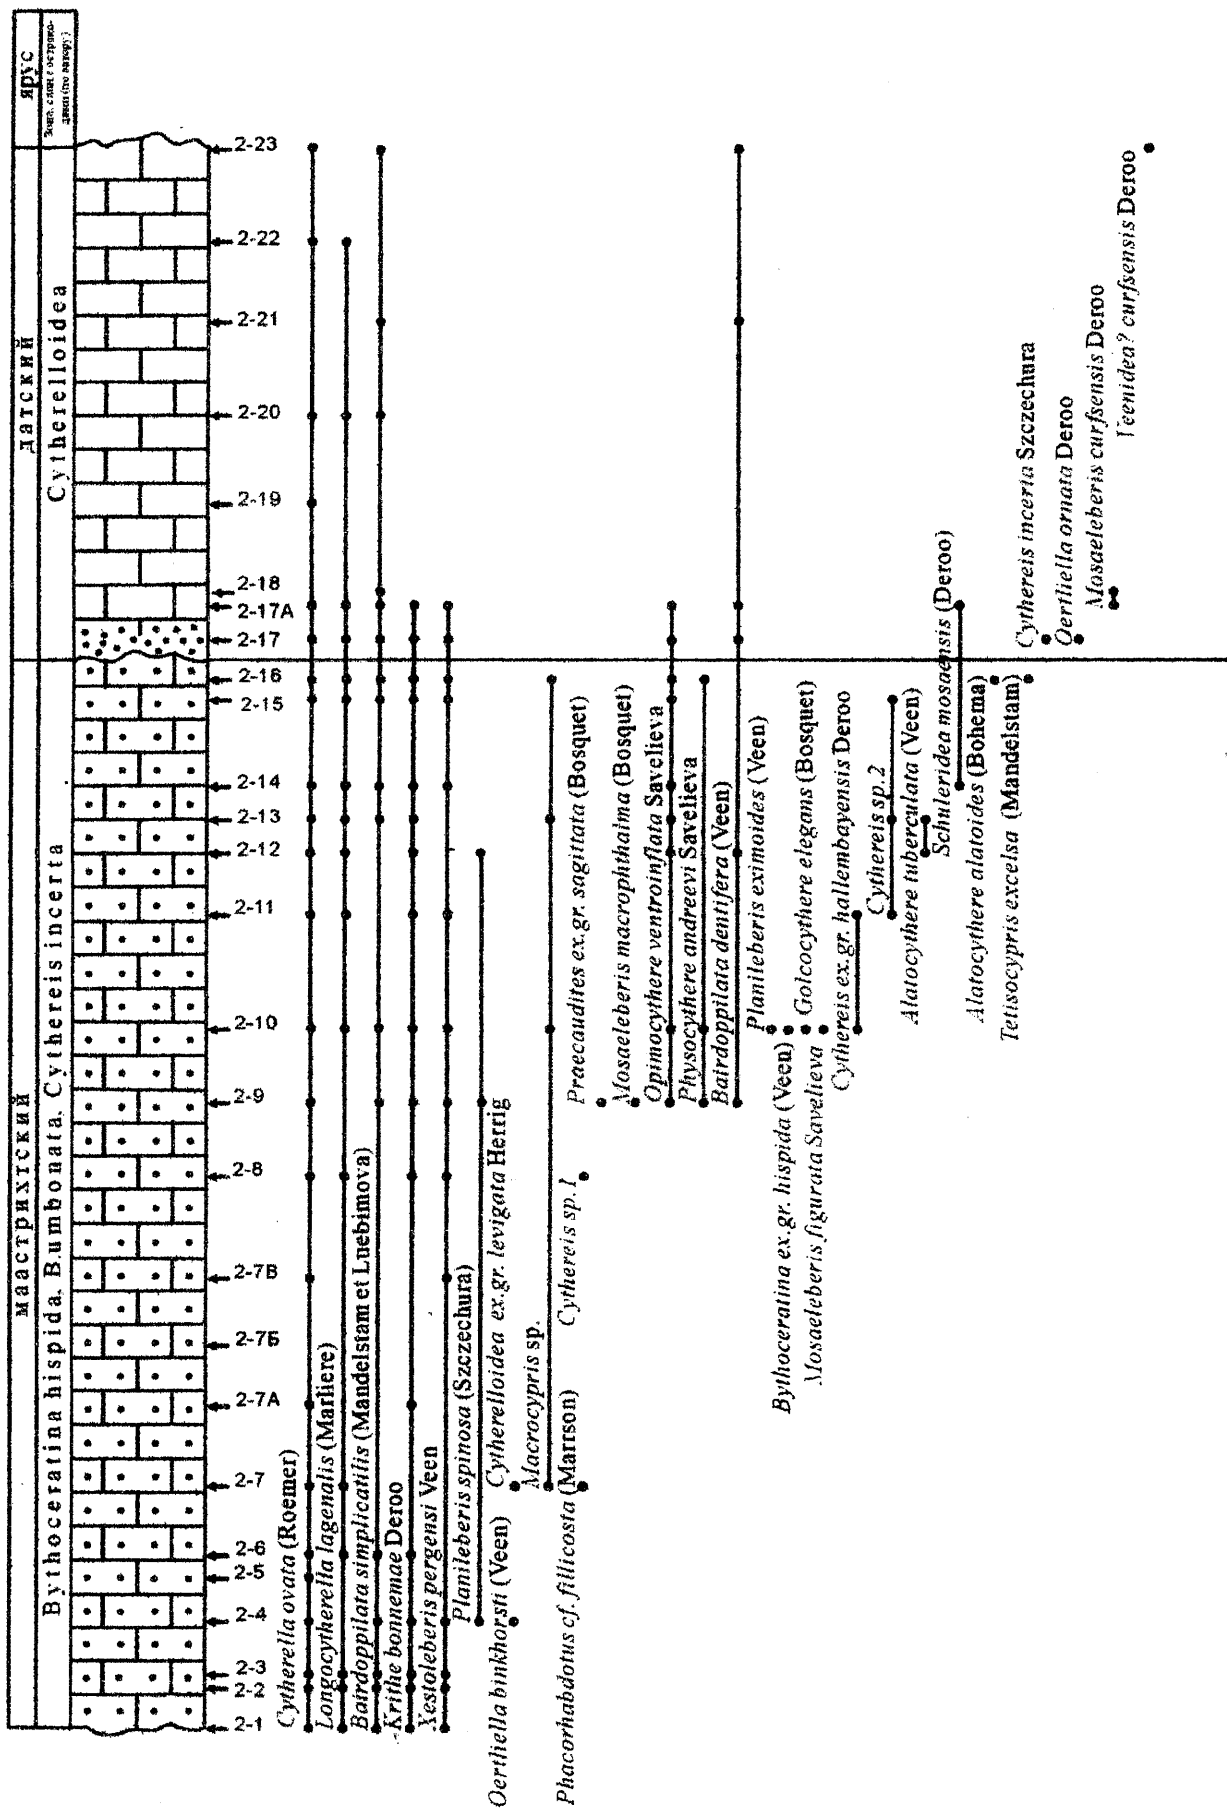 ярус
Зона, слои с остракодами (по автору)
датский
Cytherelloidea
маастрихтский
Bythoceratina hispida, B.umbonata, Cythereis incerta
2-23
2-22
2-21
2-20
2-19
2-18
2-17А
2-17
2-16
2-15
2-14
2-13
2-12
2-11
2-10
2-9
2-8
2-7В
2-7Б
2-7А
2-7
2-6
2-5
2-4
2-3
2-2
2-1
Cytherella ovata (Roemer)
Longocytherella lagenalis (Marliere)
Bairdoppilata simplicatilis (Mandelstam et Luebimova)
Krithe bonnemae Deroo
Xestoleberis pergensi Veen
Planileberis spinosa (Szczechura)
Oertliella binkhorsti (Veen)
Cytherelloidea ex.gr. levigata Herrig
Macrocypris sp.
Phacorhabdotus cf. fillicosta (Marrson)
Cythereis sp.1
Praecaudites ex.gr. sagittata (Bosquet)
Mosaeleberis macrophthalma (Bosquet)
Opimocythere ventroinflata Savelieva
Physocythere andreevi Savelieva
Bairdoppilata dentifera (Veen)
Planileberis eximoides (Veen)
Bythoceratina ex.gr. hispida (Veen)
Golcocythere elegans (Bosquet)
Mosaeleberis figurata Savelieva
Cythereis ex.gr. hallembayensis Deroo
Cythereis sp.2
Alatocythere tuberculata (Veen)
Schuleridea mosaensis (Deroo)
Alatocythere alatoides (Bohema)
Tetisocypris excelsa (Mandelstam)
Cythereis incerta Szczechura
Oertliella ornata Deroo
Mosaeleberis curfsensis Deroo
Veenidea? curfsensis Deroo